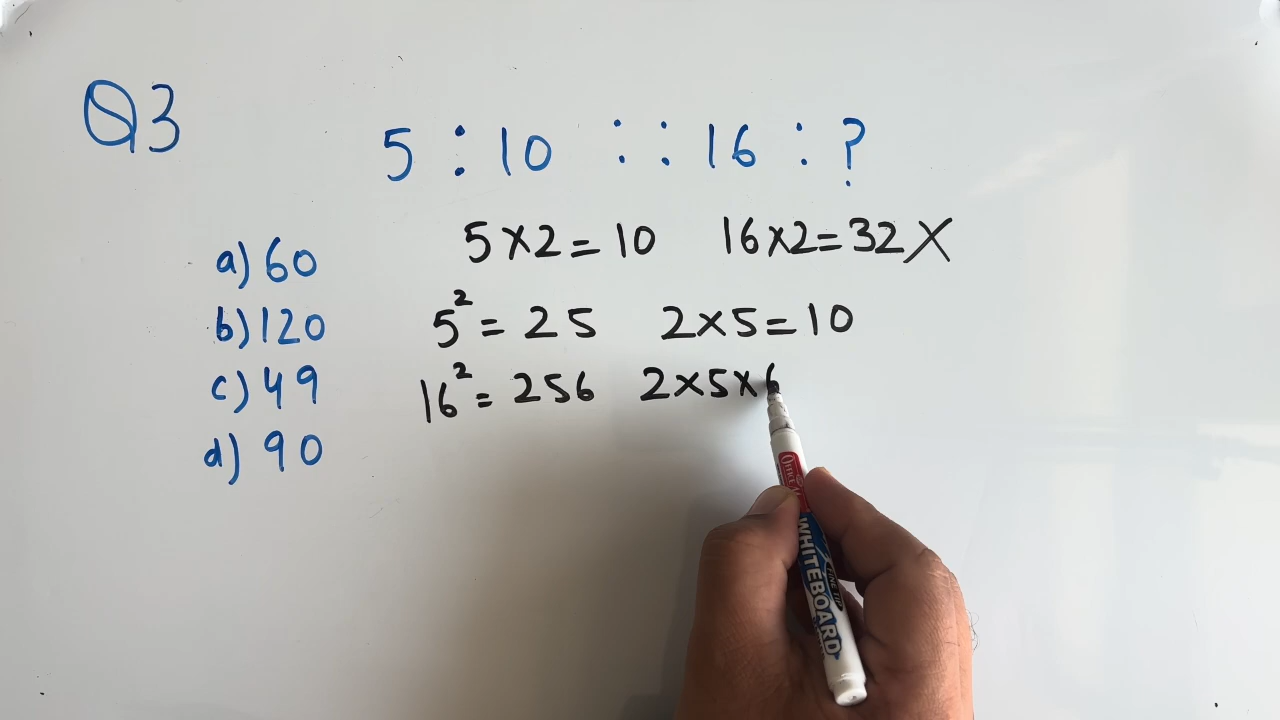 Q3
5 : 10 :: 16 : ?
5×2=10 16×2=32 X
a) 60
b) 120
c) 49
d) 90
5² = 25 2×5=10
16² = 256 2×5×6
WHITEBOARD